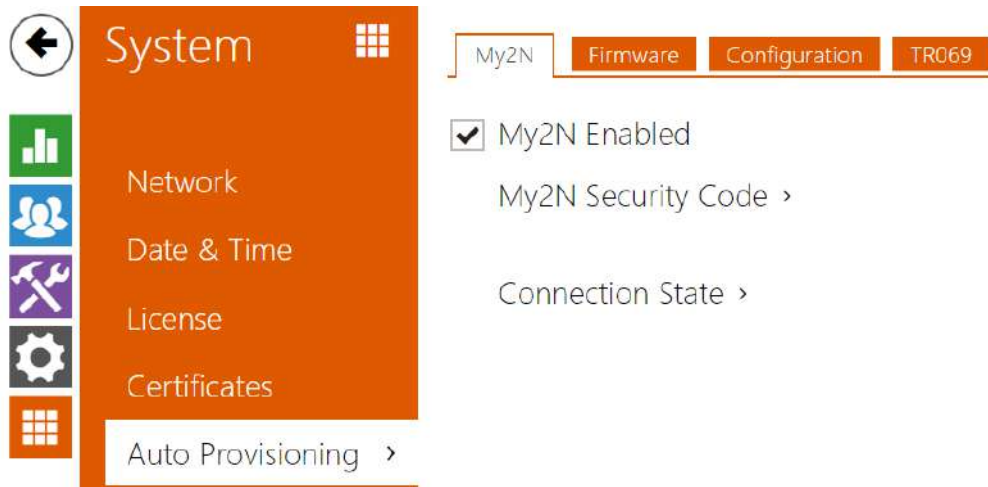 System
Network
Date & Time
License
Certificates
Auto Provisioning ›
My2N Firmware Configuration TR069
My2N Enabled
My2N Security Code ›
Connection State ›